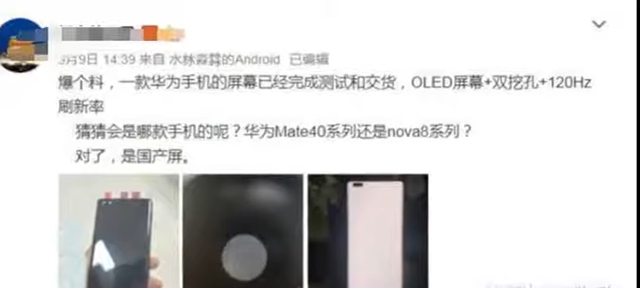 9日 14:39 来自 水林森舞的Android 已编辑
爆个料，一款华为手机的屏幕已经完成测试和交货，OLED屏幕+双挖孔+120Hz
刷新率
猜猜会是哪款手机的呢？华为Mate40系列还是nova8系列？
对了，是国产屏。